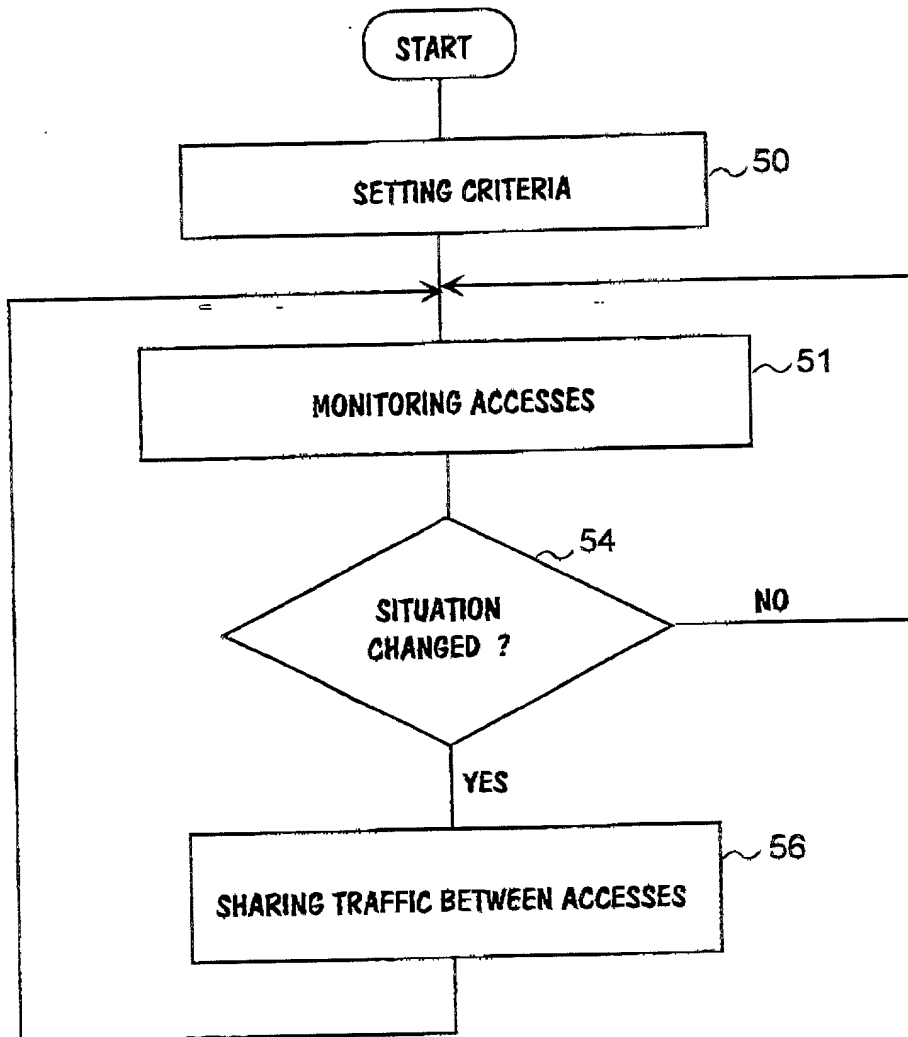 START
SETTING CRITERIA
50
MONITORING ACCESSES
51
54
SITUATION
CHANGED ?
NO
YES
SHARING TRAFFIC BETWEEN ACCESSES
56